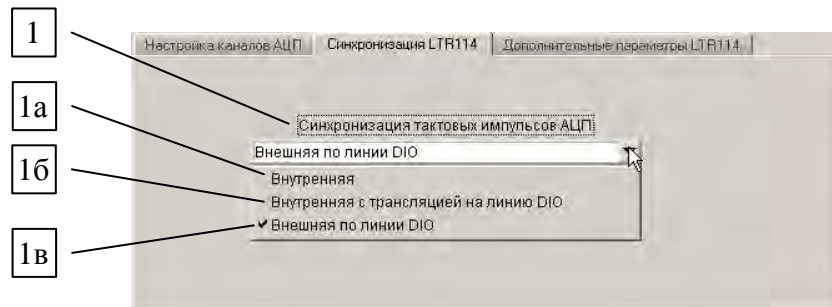 1
Настройка каналов АЦП Синхронизация LTR114 Дополнительные параметры LTR114
1а
Синхронизация тактовых импульсов АЦП
Внешняя по линии DIO
1б
Внутренняя
Внутренняя с трансляцией на линию DIO
Внешняя по линии DIO
1в